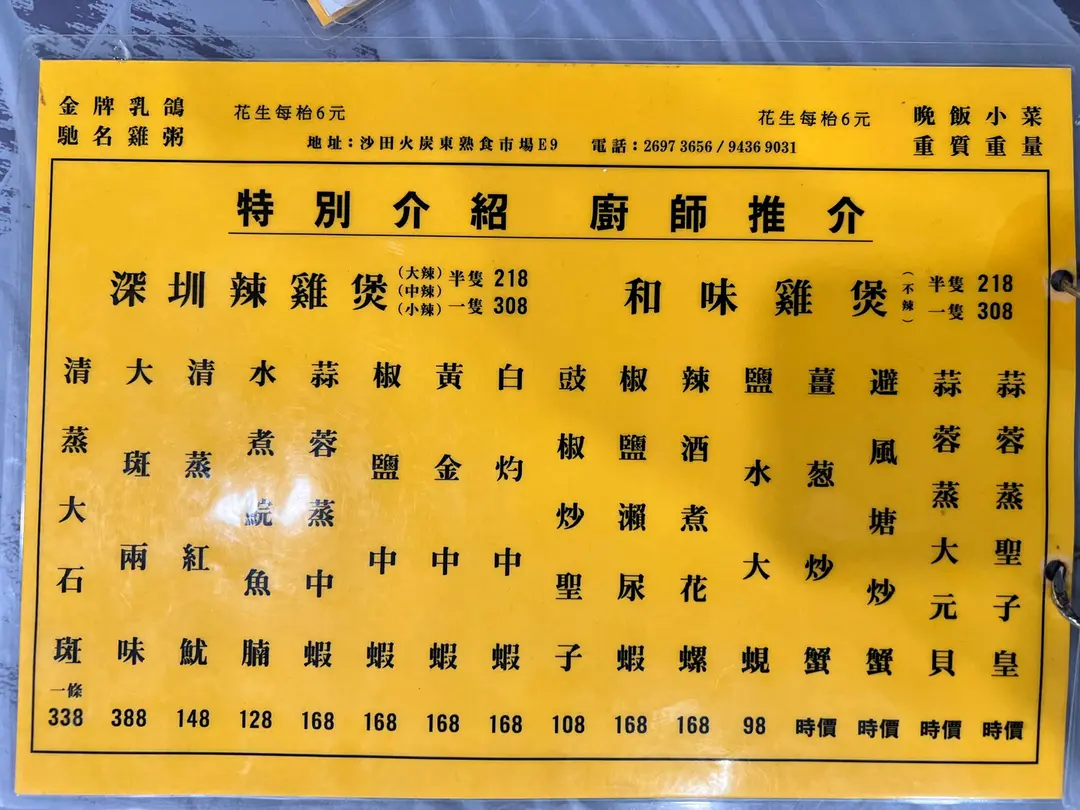 金牌乳鴿
馳名雞粥
花生每枱6元
花生每枱6元
晚飯小菜
重質重量
地址：沙田火炭東熟食市場E9
電話：2697 3656 / 9436 9031
特別介紹 廚師推介
深圳辣雞煲
（大辣）
（中辣）
（小辣）
半隻 218
一隻 308
和味雞煲
（不辣）
半隻 218
一隻 308
清蒸大石斑 一條 338
大斑兩味 388
清蒸紅魷 148
水煮鯇魚腩 128
蒜蓉蒸中蝦 168
椒鹽中蝦 168
黃金中蝦 168
白灼中蝦 168
豉椒炒聖子 108
椒鹽瀨尿蝦 168
辣酒煮花螺 168
鹽水大蜆 98
薑葱炒蟹 時價
避風塘炒蟹 時價
蒜蓉蒸大元貝 時價
蒜蓉蒸聖子皇 時價